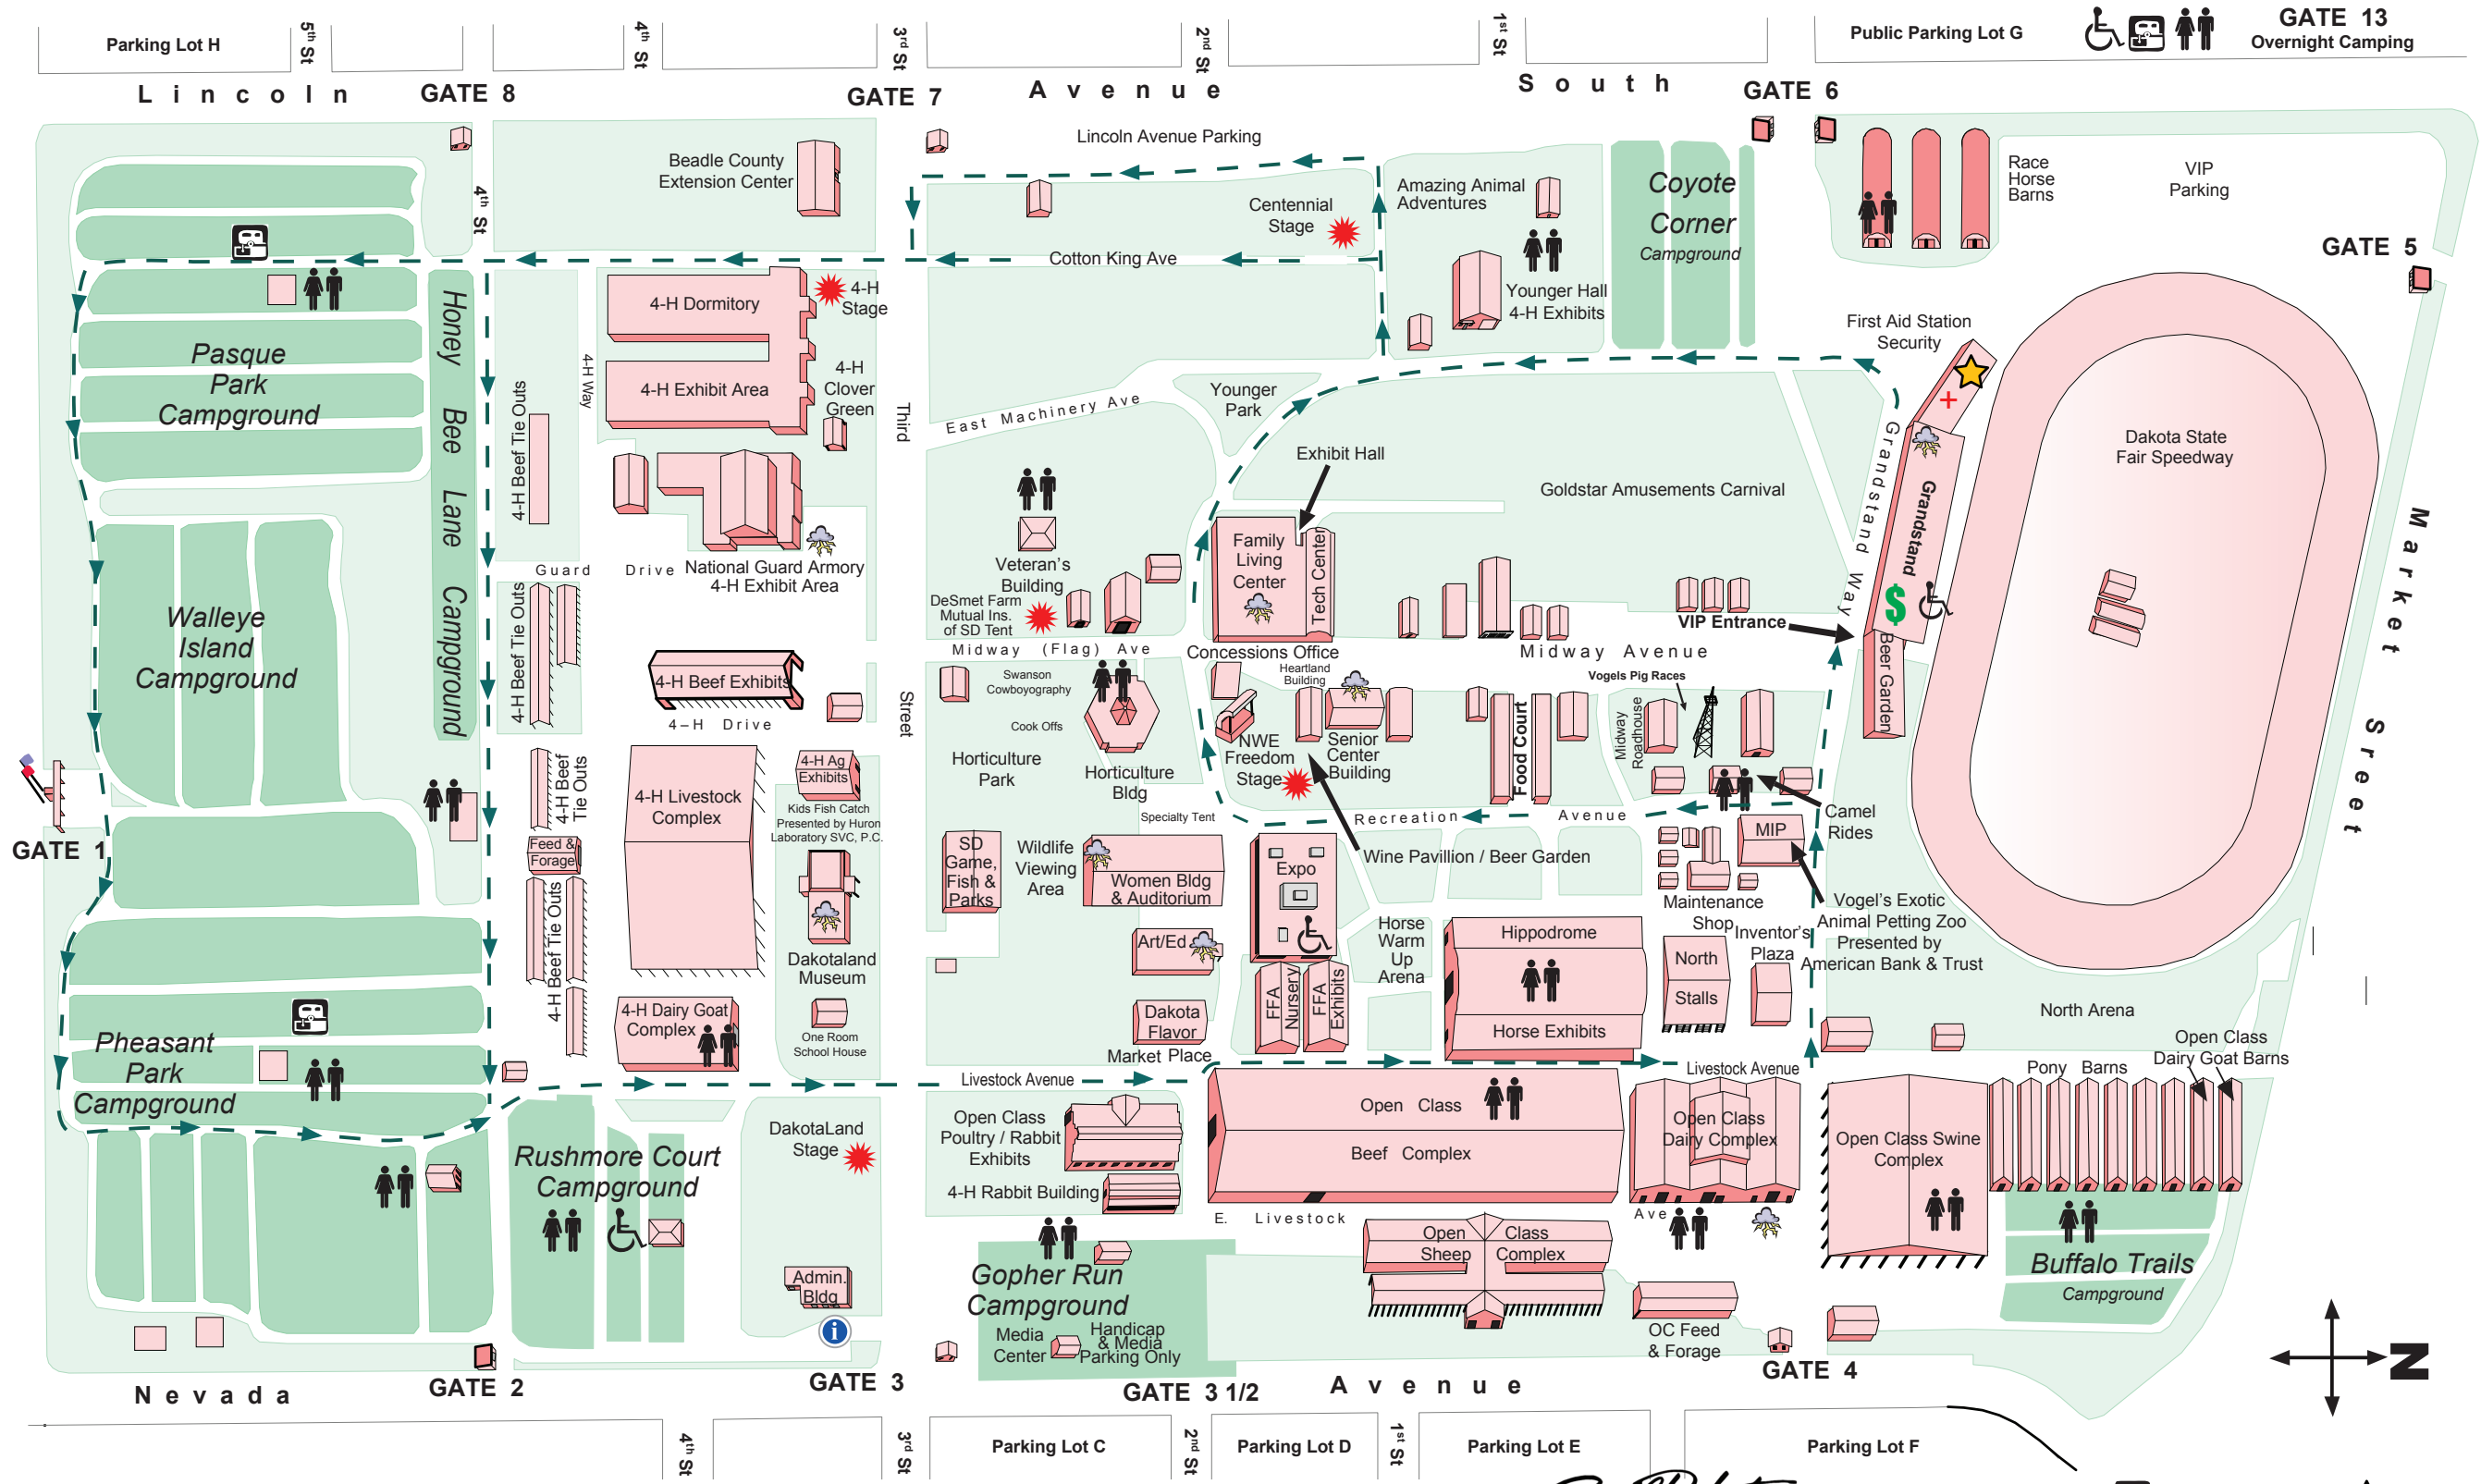 Parking Lot H
5th St
4th St
3rd St
2nd St
1st St
Public Parking Lot G
GATE 13
Overnight Camping
Lincoln
GATE 8
GATE 7
Avenue
South
GATE 6
Lincoln Avenue Parking
Beadle County
Extension Center
4th St
Centennial
Stage
Amazing Animal
Adventures
Coyote
Corner
Campground
Race
Horse
Barns
VIP
Parking
GATE 5
Cotton King Ave
4-H Dormitory
4-H
Stage
Younger Hall
4-H Exhibits
First Aid Station
Security
Honey Bee Lane Campground
Pasque
Park
Campground
4-H Way
4-H Beef Tie Outs
4-H Exhibit Area
4-H
Clover
Green
Third
Street
East Machinery Ave
Younger
Park
Exhibit Hall
Goldstar Amusements Carnival
Grandstand Way
Grandstand
Dakota State
Fair Speedway
Market Sreet
Guard Drive
National Guard Armory
4-H Exhibit Area
Veteran's
Building
DeSmet Farm
Mutual Ins.
of SD Tent
Family
Living
Center
Tech Center
VIP Entrance
Beer Garden
Walleye
Island
Campground
4-H Beef Tie Outs
4-H Beef Exhibits
4–H Drive
Midway (Flag) Ave
Concessions Office
Heartland
Building
Midway Avenue
Vogels Pig Races
Swanson
Cowboyography
Cook Offs
Horticulture
Park
Horticulture
Bldg
NWE
Freedom
Stage
Senior
Center
Building
Food Court
Midway
Roadhouse
Camel
Rides
GATE 1
4-H Beef
Tie Outs
4-H Livestock
Complex
4-H Ag
Exhibits
Kids Fish Catch
Presented by Huron
Laboratory SVC, P.C.
Specialty Tent
Recreation Avenue
Feed &
Forage
4-H Beef Tie Outs
SD
Game,
Fish &
Parks
Wildlife
Viewing
Area
Women Bldg
& Auditorium
Expo
Wine Pavillion / Beer Garden
MIP
Maintenance
Shop
Vogel's Exotic
Animal Petting Zoo
Presented by
American Bank & Trust
Dakotaland
Museum
Art/Ed
Horse
Warm
Up
Arena
Hippodrome
Horse Exhibits
North
Stalls
Inventor's
Plaza
FFA
Nursery
FFA
Exhibits
Dakota
Flavor
Market Place
4-H Dairy Goat
Complex
One Room
School House
North Arena
Open Class
Dairy Goat Barns
Pony Barns
Pheasant
Park
Campground
Livestock Avenue
Livestock Avenue
Open Class
Poultry / Rabbit
Exhibits
4-H Rabbit Building
Open Class
Beef Complex
Open Class
Dairy Complex
Open Class Swine
Complex
Rushmore Court
Campground
DakotaLand
Stage
E. Livestock Ave
Open Class
Sheep Complex
Buffalo Trails
Campground
Admin.
Bldg
i
Gopher Run
Campground
Media
Center
Handicap
& Media
Parking Only
OC Feed
& Forage
GATE 2
GATE 3
GATE 3 1/2
GATE 4
N
Nevada
Avenue
4th St
3rd St
Parking Lot C
2nd St
Parking Lot D
1st St
Parking Lot E
Parking Lot F